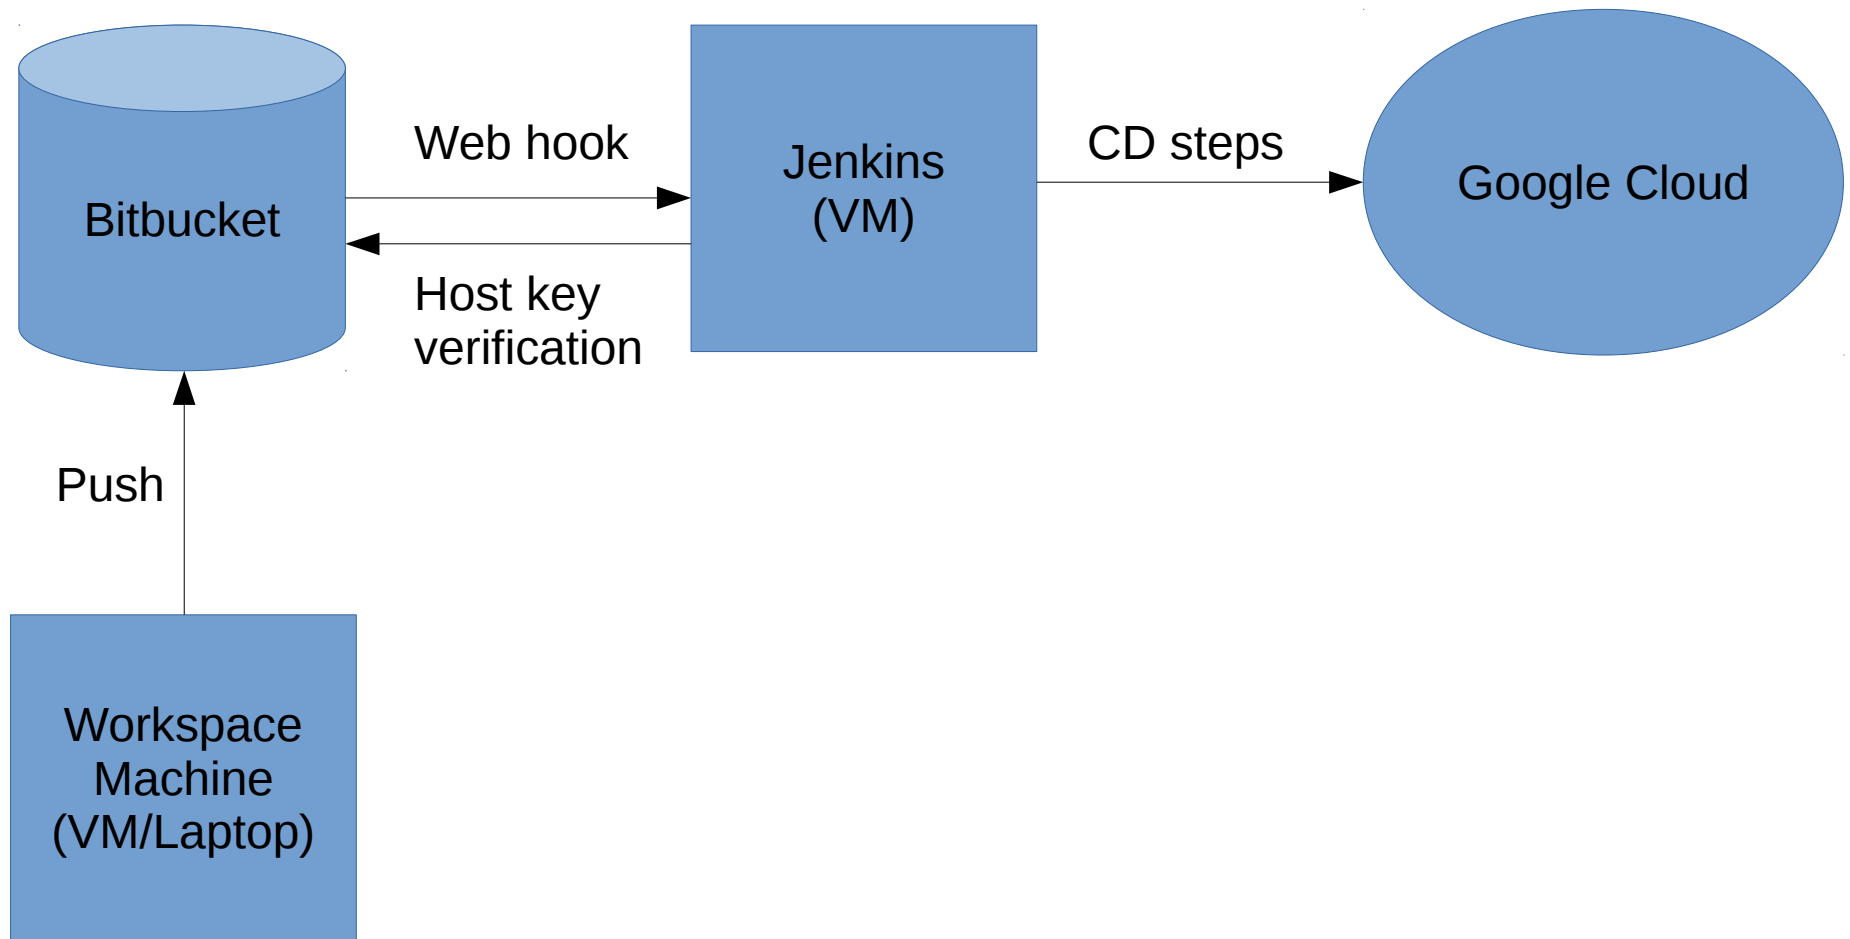 Bitbucket
Web hook
Host key
verification
Jenkins
(VM)
CD steps
Google Cloud
Push
Workspace
Machine
(VM/Laptop)